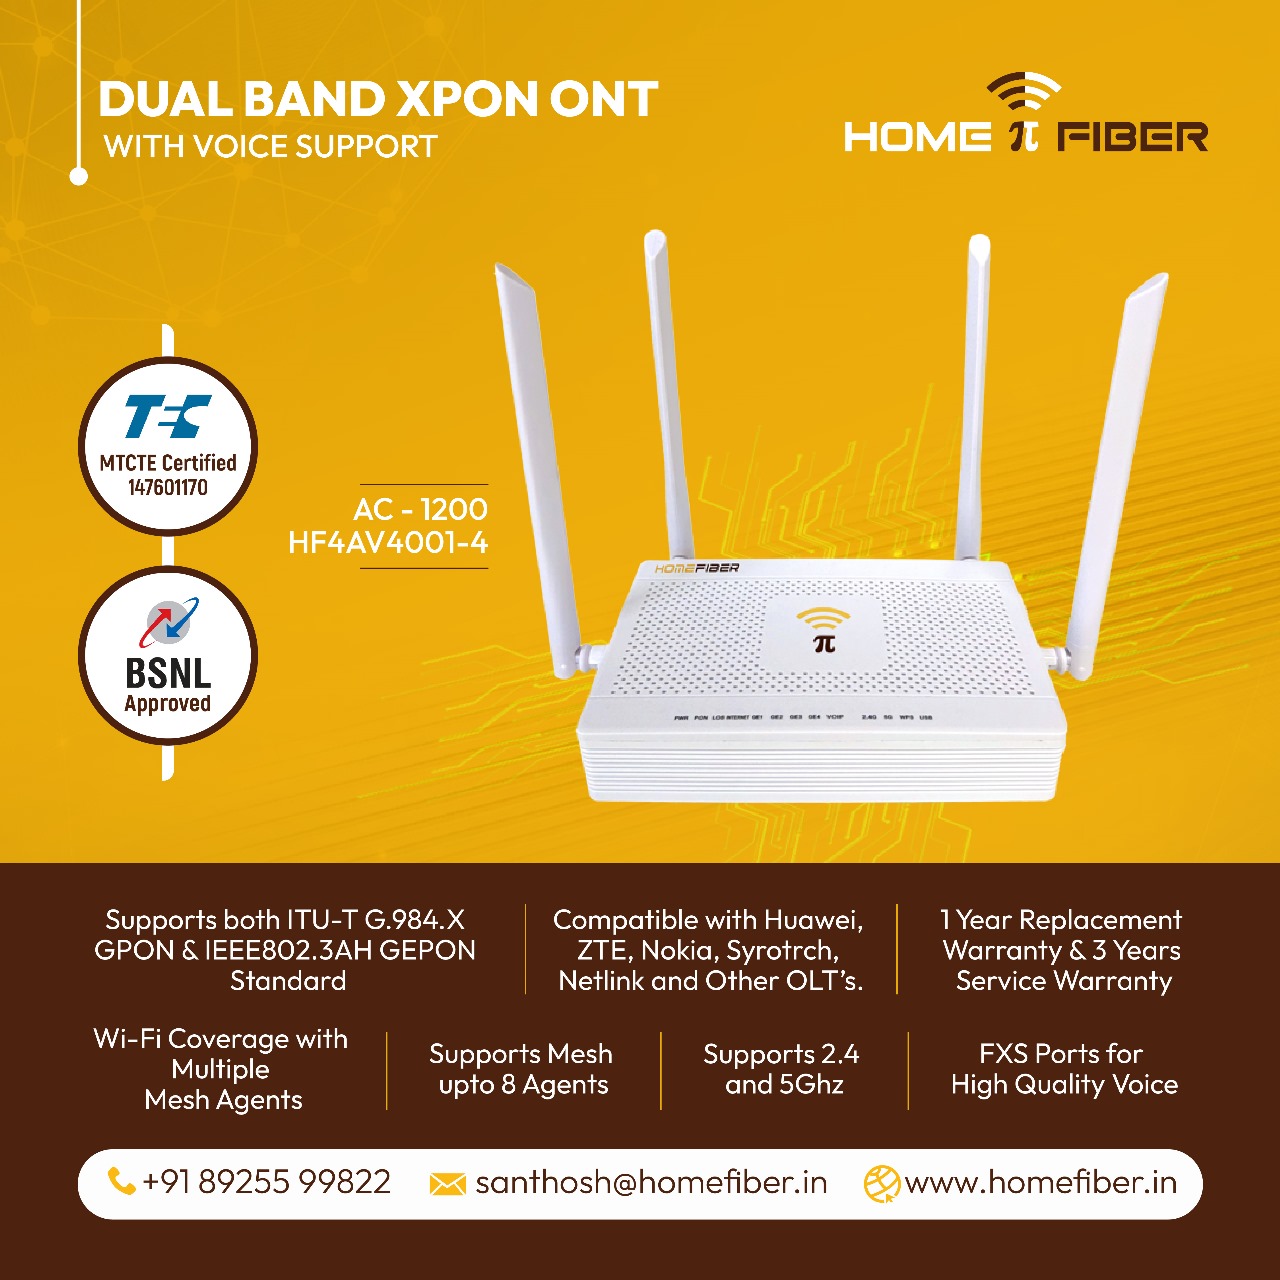 DUAL BAND XPON ONT
WITH VOICE SUPPORT
HOME π FIBER
TEC
MTCTE Certified
147601170
AC - 1200
HF4AV4001-4
BSNL
Approved
HOMEFIBER
π
PWR PON LOS INTERNET GE1 GE2 GE3 GE4 VOIP 2.4G 5G WPS USB
Supports both ITU-T G.984.X
GPON & IEEE802.3AH GEPON
Standard
Compatible with Huawei,
ZTE, Nokia, Syrotrch,
Netlink and Other OLT's.
1 Year Replacement
Warranty & 3 Years
Service Warranty
Wi-Fi Coverage with
Multiple
Mesh Agents
Supports Mesh
upto 8 Agents
Supports 2.4
and 5Ghz
FXS Ports for
High Quality Voice
+91 89255 99822
santhosh@homefiber.in
www.homefiber.in